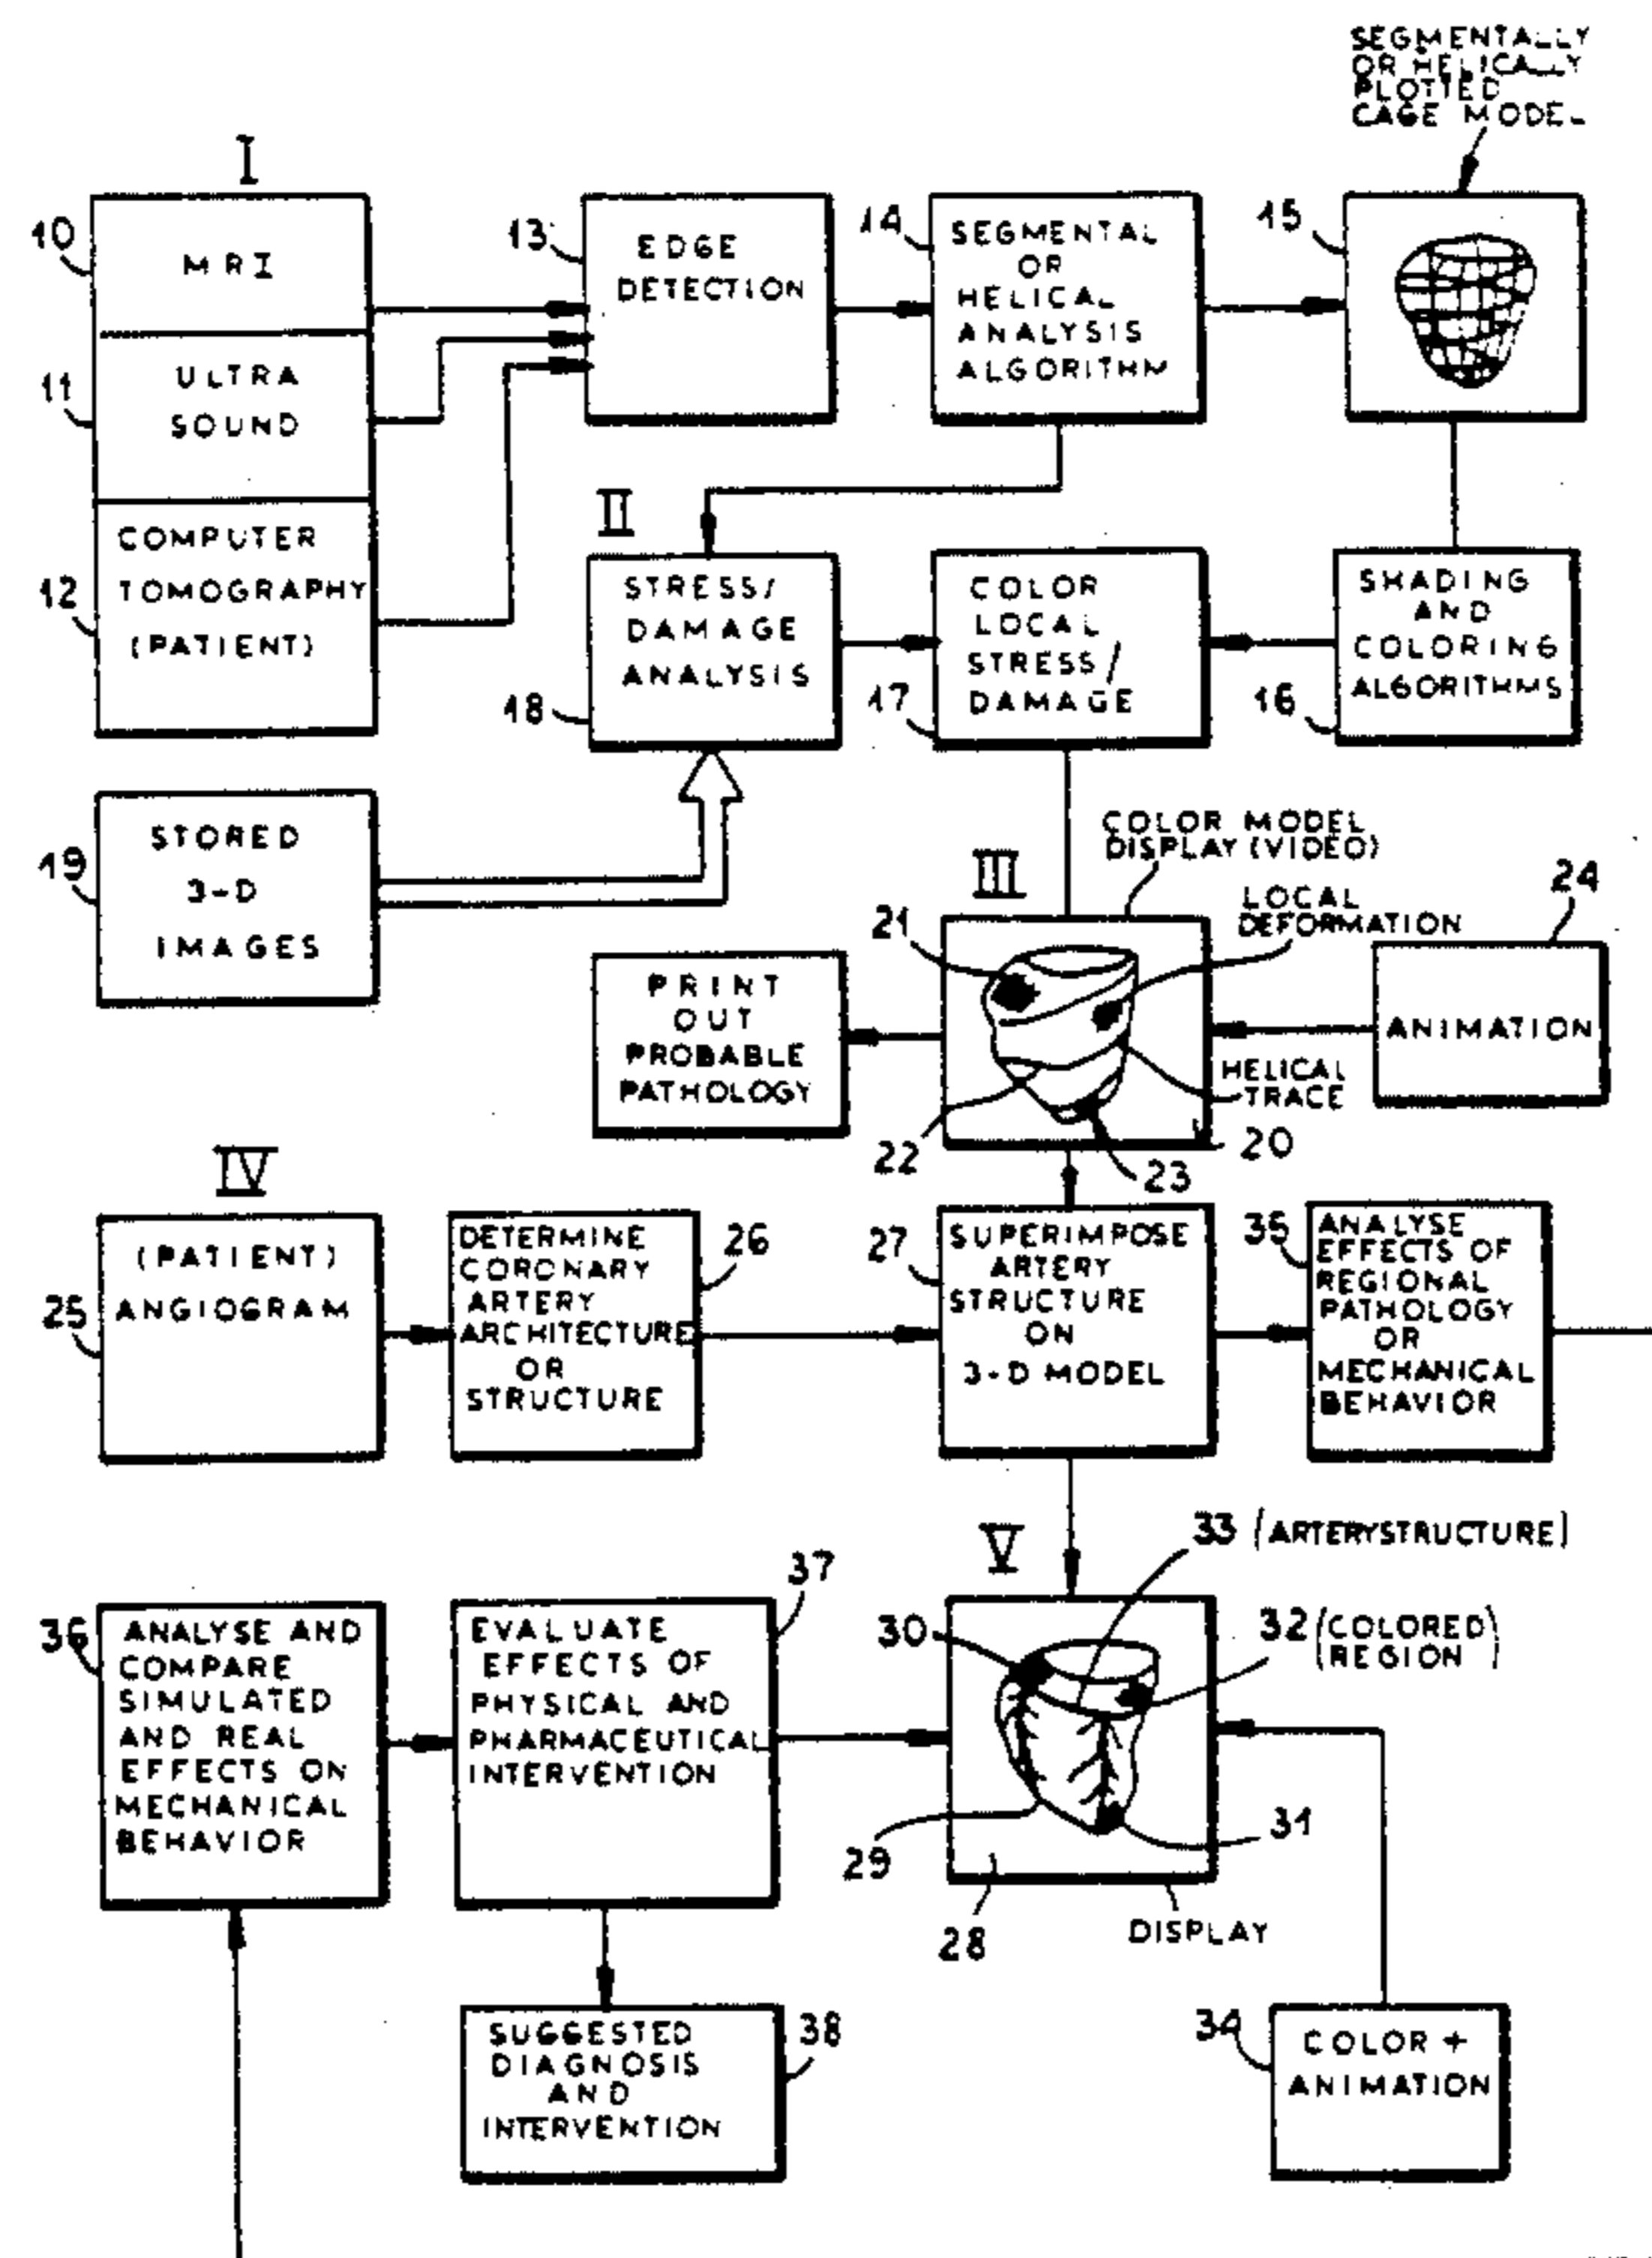 SEGMENTALLY
OR HELICALLY
PLOTTED
CAGE MODEL
I
10
MRI
11
ULTRA
SOUND
12
COMPUTER
TOMOGRAPHY
(PATIENT)
13
EDGE
DETECTION
14
SEGMENTAL
OR
HELICAL
ANALYSIS
ALGORITHM
15
II
18
STRESS/
DAMAGE
ANALYSIS
17
COLOR
LOCAL
STRESS/
DAMAGE
16
SHADING
AND
COLORING
ALGORITHMS
19
STORED
3-D
IMAGES
III
COLOR MODEL
DISPLAY (VIDEO)
LOCAL
DEFORMATION
24
ANIMATION
21
PRINT
OUT
PROBABLE
PATHOLOGY
HELICAL
TRACE
22
23
20
IV
25
(PATIENT)
ANGIOGRAM
26
DETERMINE
CORONARY
ARTERY
ARCHITECTURE
OR
STRUCTURE
27
SUPERIMPOSE
ARTERY
STRUCTURE
ON
3-D MODEL
35
ANALYSE
EFFECTS OF
REGIONAL
PATHOLOGY
OR
MECHANICAL
BEHAVIOR
V
33 (ARTERYSTRUCTURE)
36
ANALYSE AND
COMPARE
SIMULATED
AND REAL
EFFECTS ON
MECHANICAL
BEHAVIOR
37
EVALUATE
EFFECTS OF
PHYSICAL AND
PHARMACEUTICAL
INTERVENTION
30
32 (COLORED)
(REGION)
29
31
28
DISPLAY
38
SUGGESTED
DIAGNOSIS
AND
INTERVENTION
34
COLOR +
ANIMATION